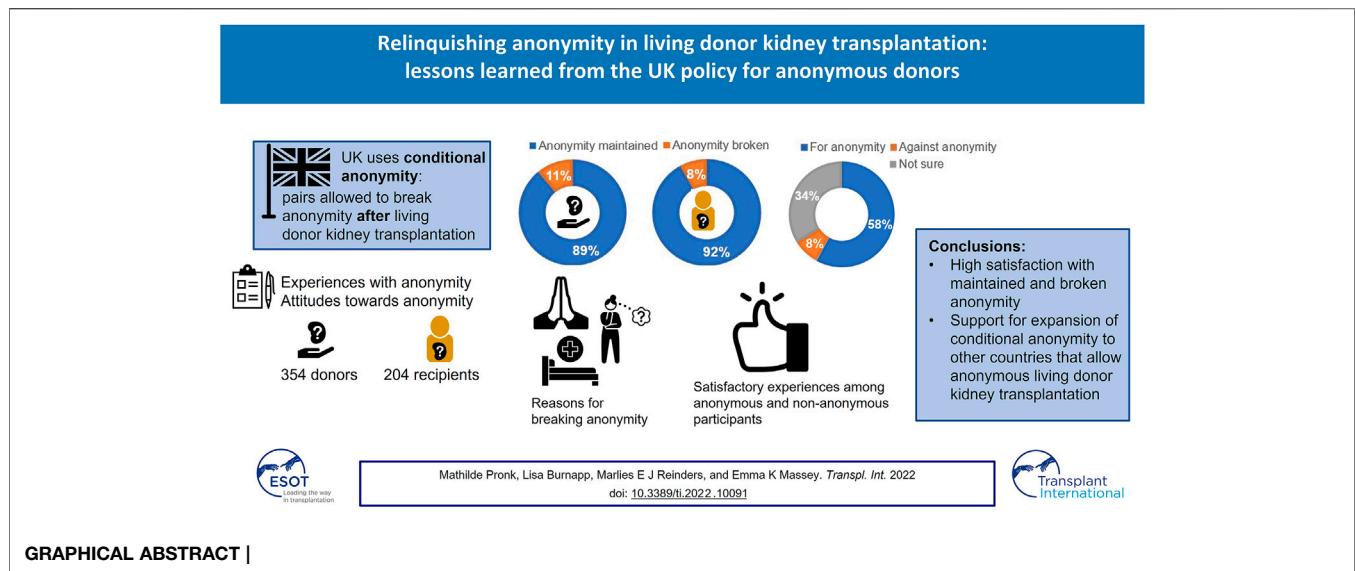 Relinquishing anonymity in living donor kidney transplantation:
lessons learned from the UK policy for anonymous donors
UK uses conditional
anonymity:
pairs allowed to break
anonymity after living
donor kidney transplantation
Experiences with anonymity
Attitudes towards anonymity
?
354 donors
?
204 recipients
Anonymity maintained
Anonymity broken
11%
?
89%
8%
?
92%
For anonymity
Against anonymity
Not sure
34%
8%
58%
?
Reasons for
breaking anonymity
Satisfactory experiences among
anonymous and non-anonymous
participants
Conclusions:
• High satisfaction with
maintained and broken
anonymity
• Support for expansion of
conditional anonymity to
other countries that allow
anonymous living donor
kidney transplantation
ESOT
Leading the way
in transplantation
Mathilde Pronk, Lisa Burnapp, Marlies E J Reinders, and Emma K Massey. Transpl. Int. 2022
doi: 10.3389/ti.2022.10091
Transplant
International
GRAPHICAL ABSTRACT |